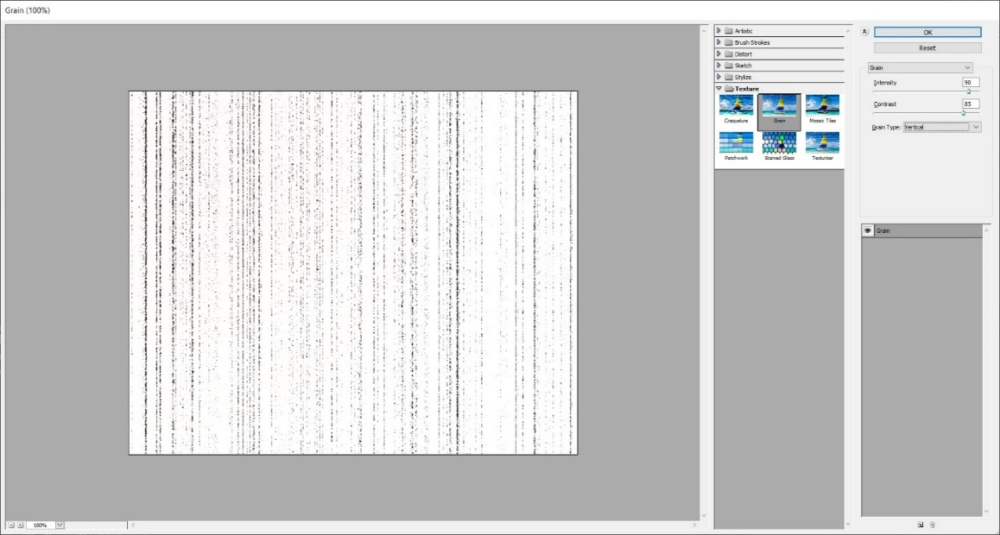 Grain (100%)
Artistic
Brush Strokes
Distort
Sketch
Stylize
Texture
Craquelure
Grain
Mosaic Tiles
Patchwork
Stained Glass
Texturizer
OK
Reset
Grain
Intensity
90
Contrast
85
Grain Type: Vertical
Grain
100%